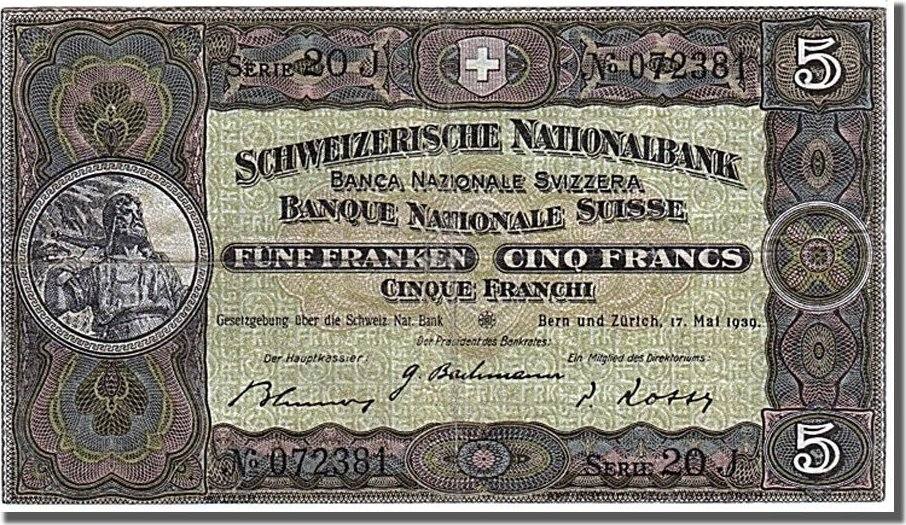 SERIE 20 J No 072381 5
SCHWEIZERISCHE NATIONALBANK
BANCA NAZIONALE SVIZZERA
BANQUE NATIONALE SUISSE
FÜNF FRANKEN CINQ FRANCS
CINQUE FRANCHI
Gesetzgebung über die Schweiz. Nat. Bank Bern und Zürich, 17. Mai 1939.
Der Präsident des Bankrates:
Der Hauptkassier: Ein Mitglied des Direktoriums:
G. Bachmann
P. Rossy
No 072381 SERIE 20 J 5